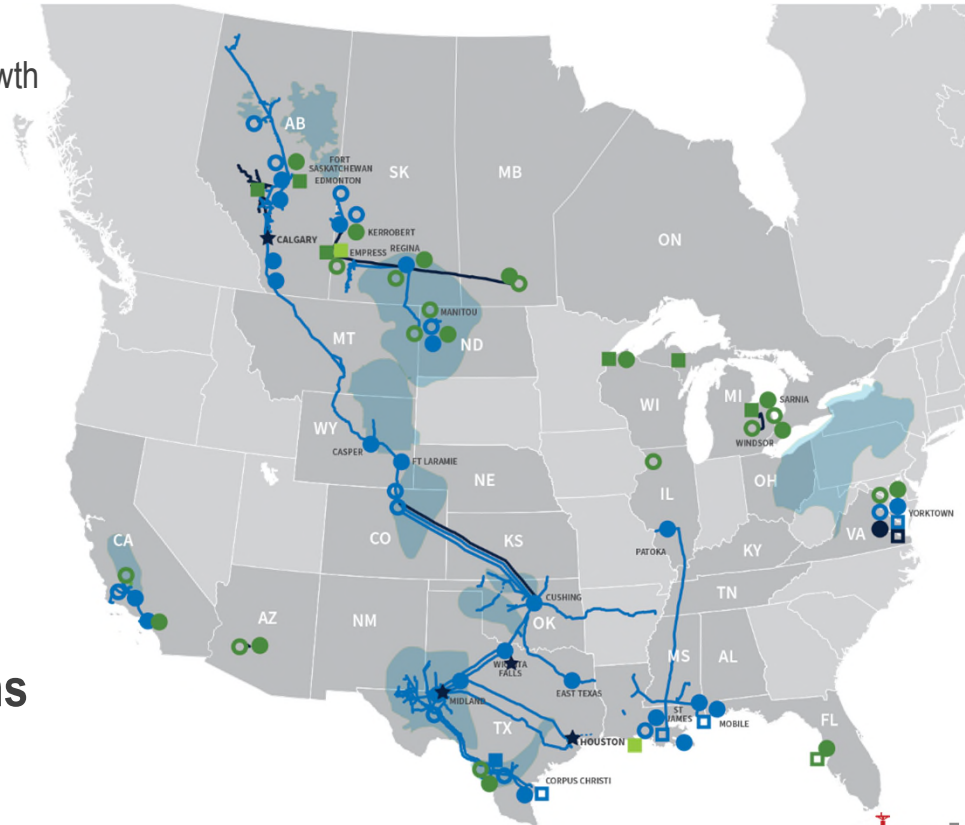 wth
AB
FORT
SASKATCHEWAN
EDMONTON
SK
MB
ON
KERROBERT
CALGARY
EMPRESS
REGINA
MANITOU
MT
ND
WI
MI
SARNIA
WINDSOR
WY
CASPER
FT LARAMIE
NE
IL
OH
YORKTOWN
VA
CA
CO
KS
PATOKA
KY
CUSHING
TN
AZ
NM
OK
WICHITA
FALLS
MS
AL
EAST TEXAS
ns
MIDLAND
ST
JAMES
MOBILE
FL
TX
HOUSTON
CORPUS CHRISTI